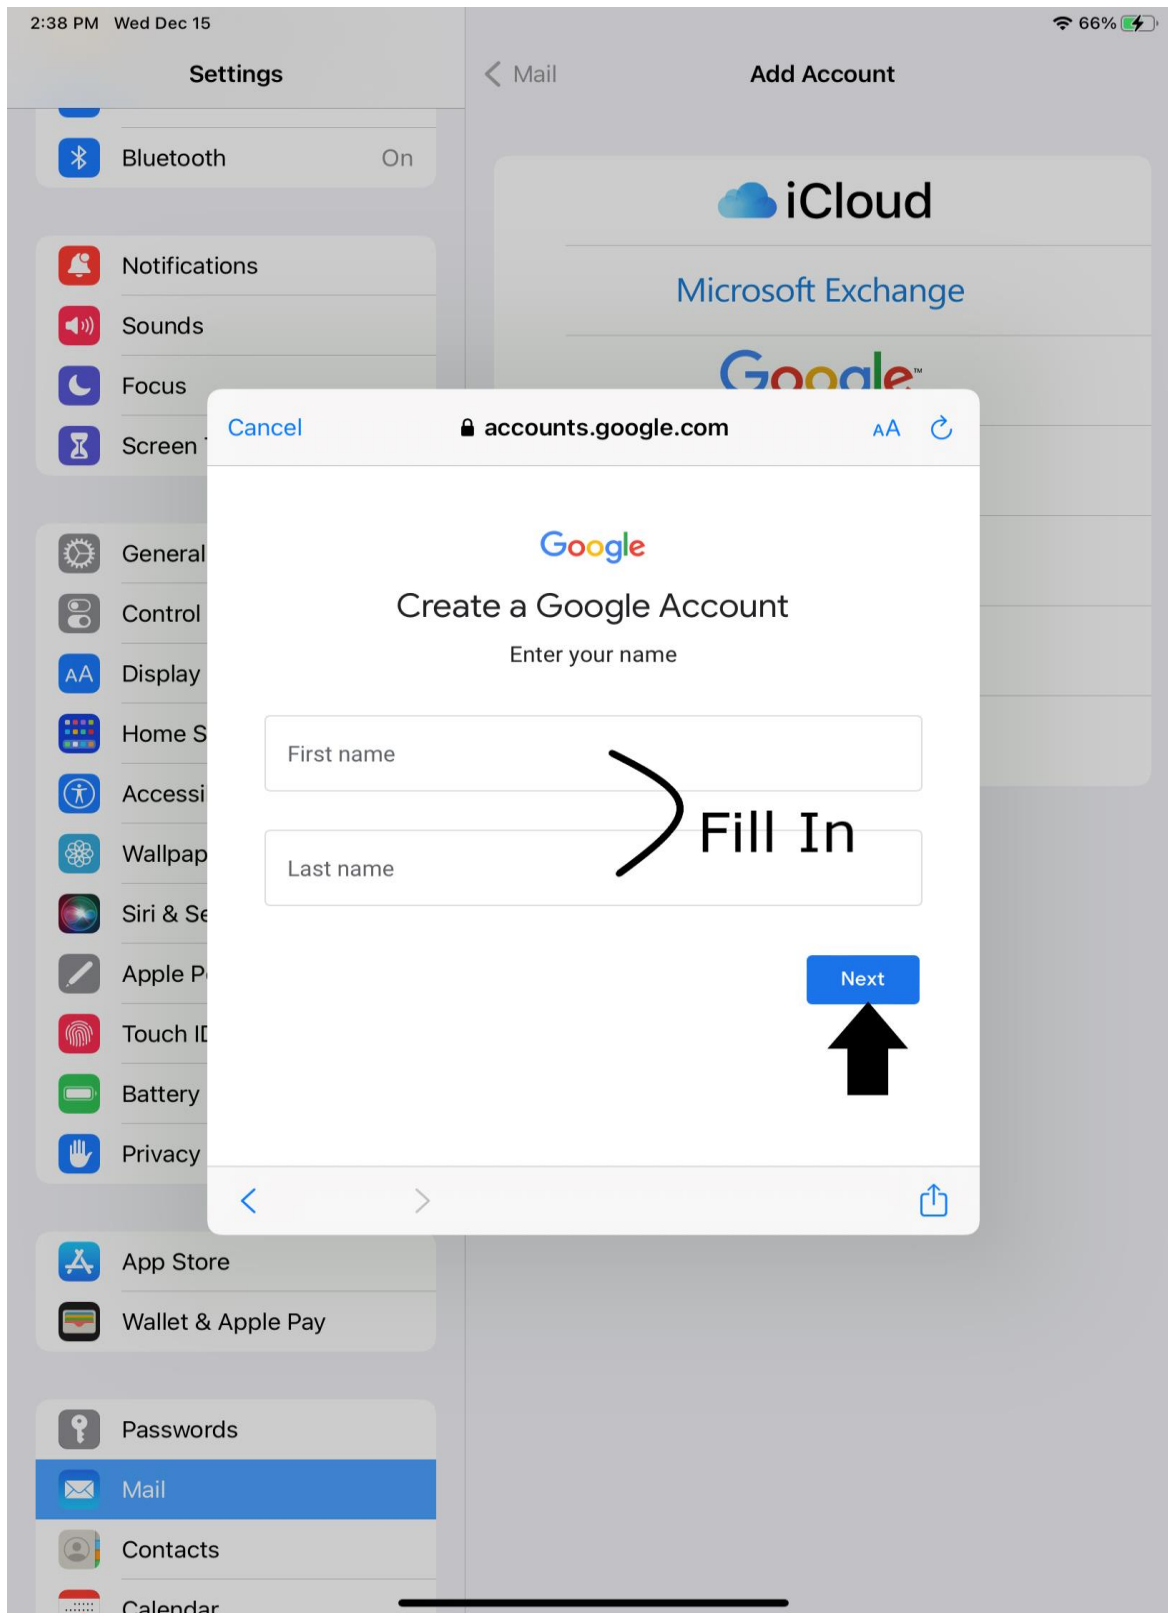 2:38 PM Wed Dec 15
66%
Settings
Mail
Add Account
Bluetooth On
iCloud
Notifications
Microsoft Exchange
Sounds
Google™
Focus
Screen T
Cancel
accounts.google.com
AA
Google
General
Create a Google Account
Control
Enter your name
AA
Display
Home S
First name
Accessi
Fill In
Wallpap
Last name
Siri & Se
Apple P
Next
Touch ID
Battery
Privacy
App Store
Wallet & Apple Pay
Passwords
Mail
Contacts
Calendar